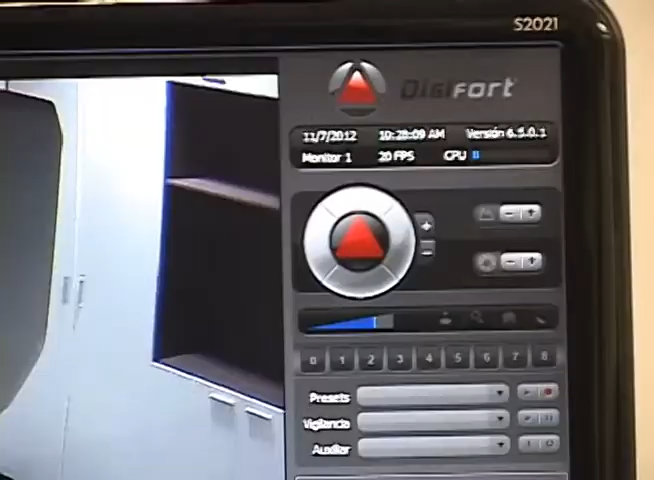 S2021
Digifort
11/7/2012 10:28:09 AM Versión 6.5.0.1
Monitor 1 20 FPS CPU
0 1 2 3 4 5 6 7 8
Presets
Vigilancia
Auxiliar